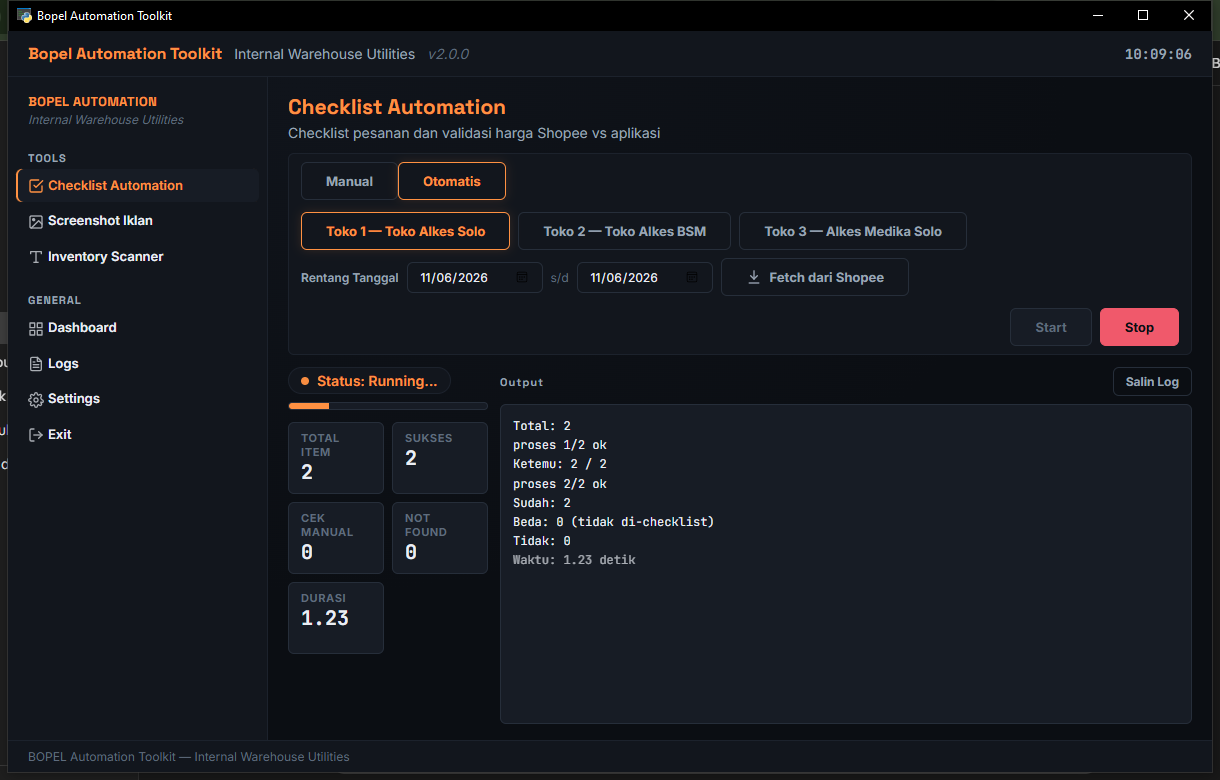 Bopel Automation Toolkit
Bopel Automation Toolkit Internal Warehouse Utilities v2.0.0 10:09:06
BOPEL AUTOMATION
Internal Warehouse Utilities
TOOLS
Checklist Automation
Screenshot Iklan
Inventory Scanner
GENERAL
Dashboard
Logs
Settings
Exit
Checklist Automation
Checklist pesanan dan validasi harga Shopee vs aplikasi
Manual Otomatis
Toko 1 — Toko Alkes Solo Toko 2 — Toko Alkes BSM Toko 3 — Alkes Medika Solo
Rentang Tanggal 11/06/2026 s/d 11/06/2026 Fetch dari Shopee
Start Stop
Status: Running...
TOTAL
ITEM
2
SUKSES
2
CEK
MANUAL
0
NOT
FOUND
0
DURASI
1.23
Output Salin Log
Total: 2
proses 1/2 ok
Ketemu: 2 / 2
proses 2/2 ok
Sudah: 2
Beda: 0 (tidak di-checklist)
Tidak: 0
Waktu: 1.23 detik
BOPEL Automation Toolkit — Internal Warehouse Utilities